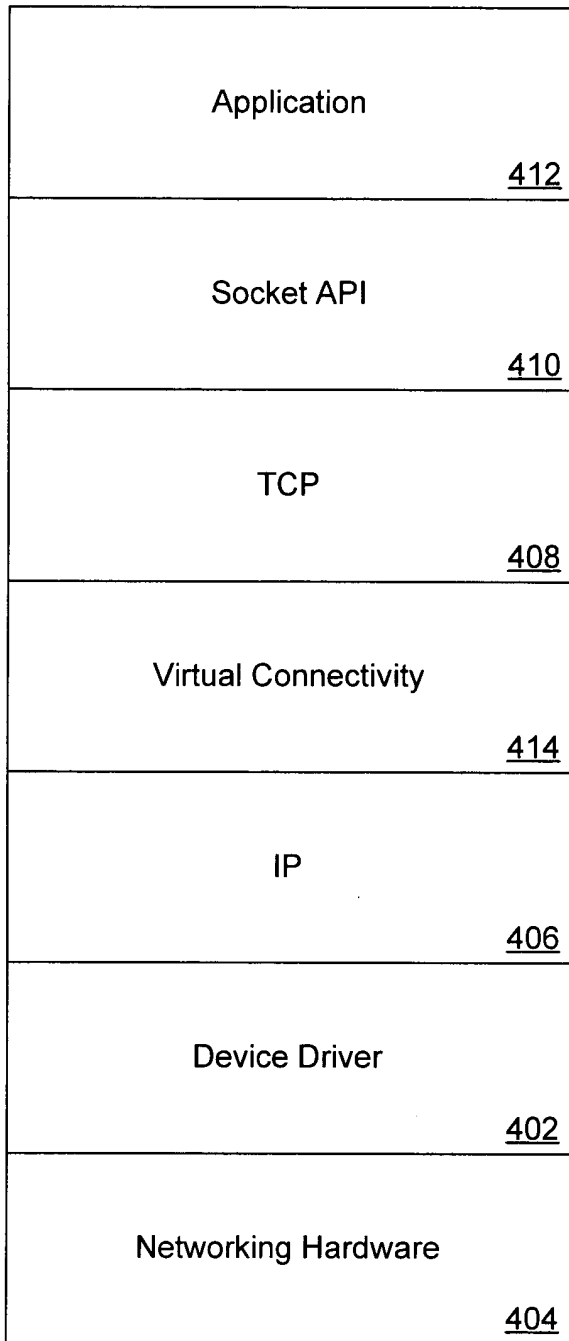 Application
412
Socket API
410
TCP
408
Virtual Connectivity
414
IP
406
Device Driver
402
Networking Hardware
404